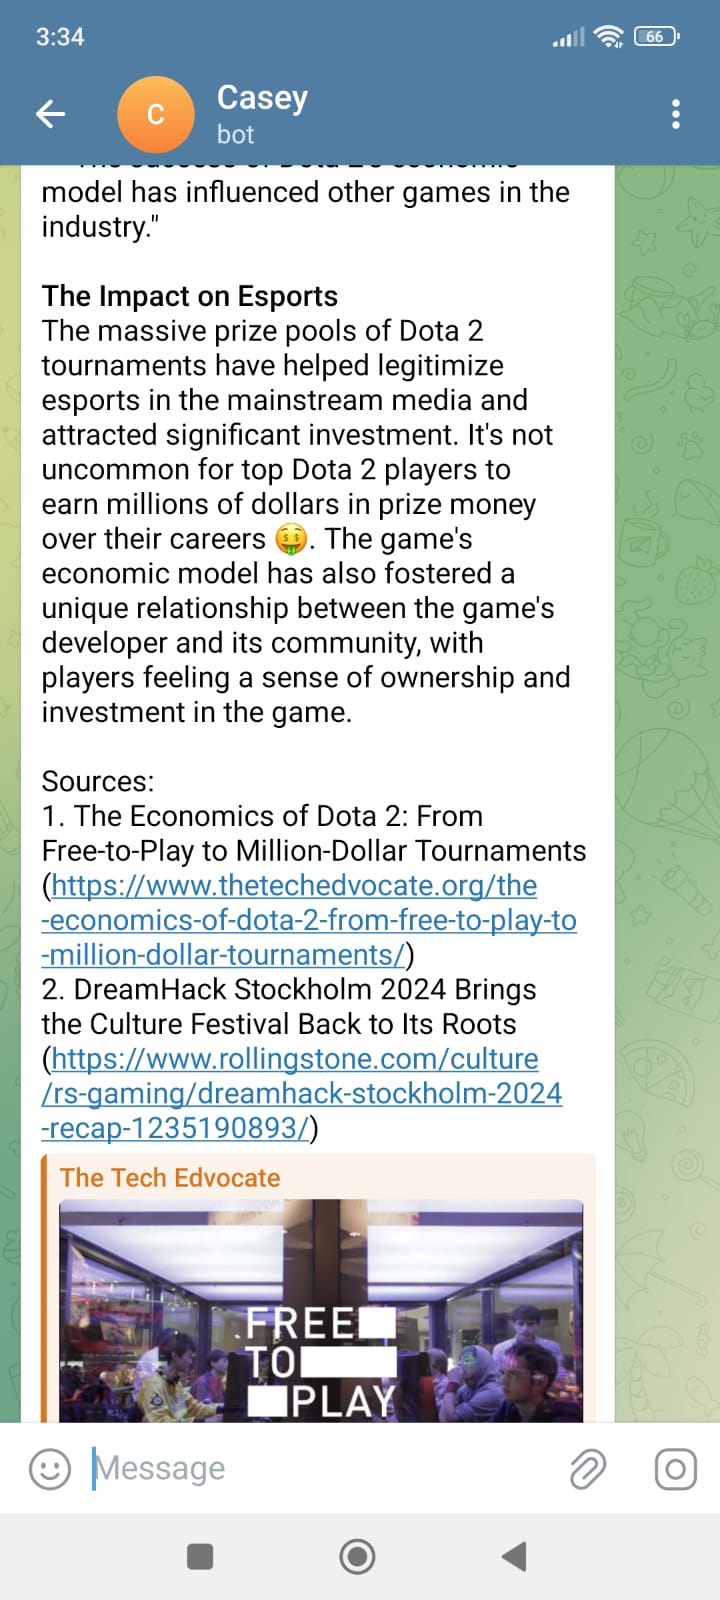 3:34
66
C
Casey
bot
model has influenced other games in the
industry."
The Impact on Esports
The massive prize pools of Dota 2
tournaments have helped legitimize
esports in the mainstream media and
attracted significant investment. It's not
uncommon for top Dota 2 players to
earn millions of dollars in prize money
over their careers 🤑. The game's
economic model has also fostered a
unique relationship between the game's
developer and its community, with
players feeling a sense of ownership and
investment in the game.
Sources:
1. The Economics of Dota 2: From
Free-to-Play to Million-Dollar Tournaments
(https://www.thetechedvocate.org/the
-economics-of-dota-2-from-free-to-play-to
-million-dollar-tournaments/)
2. DreamHack Stockholm 2024 Brings
the Culture Festival Back to Its Roots
(https://www.rollingstone.com/culture
/rs-gaming/dreamhack-stockholm-2024
-recap-1235190893/)
The Tech Edvocate
FREE
TO
PLAY
Message